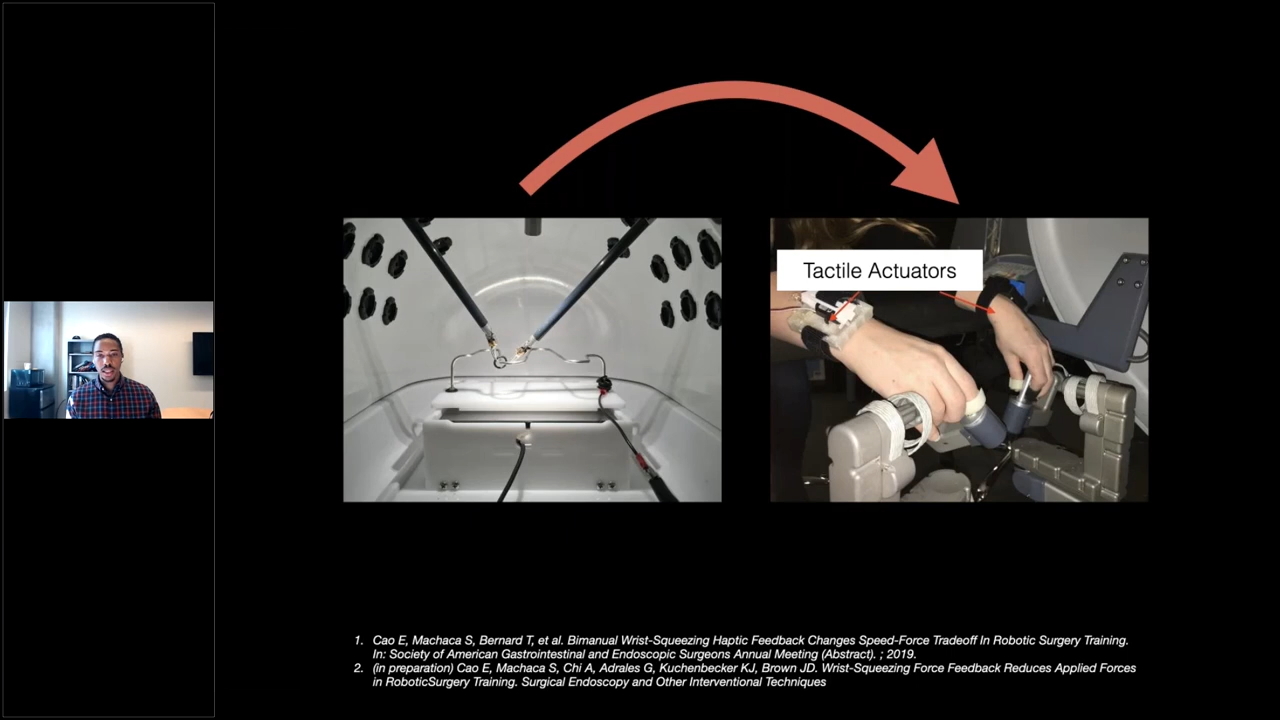 Tactile Actuators
1. Cao E, Machaca S, Bernard T, et al. Bimanual Wrist-Squeezing Haptic Feedback Changes Speed-Force Tradeoff In Robotic Surgery Training.
In: Society of American Gastrointestinal and Endoscopic Surgeons Annual Meeting (Abstract). ; 2019.
2. (in preparation) Cao E, Machaca S, Chi A, Adrales G, Kuchenbecker KJ, Brown JD. Wrist-Squeezing Force Feedback Reduces Applied Forces
in RoboticSurgery Training. Surgical Endoscopy and Other Interventional Techniques